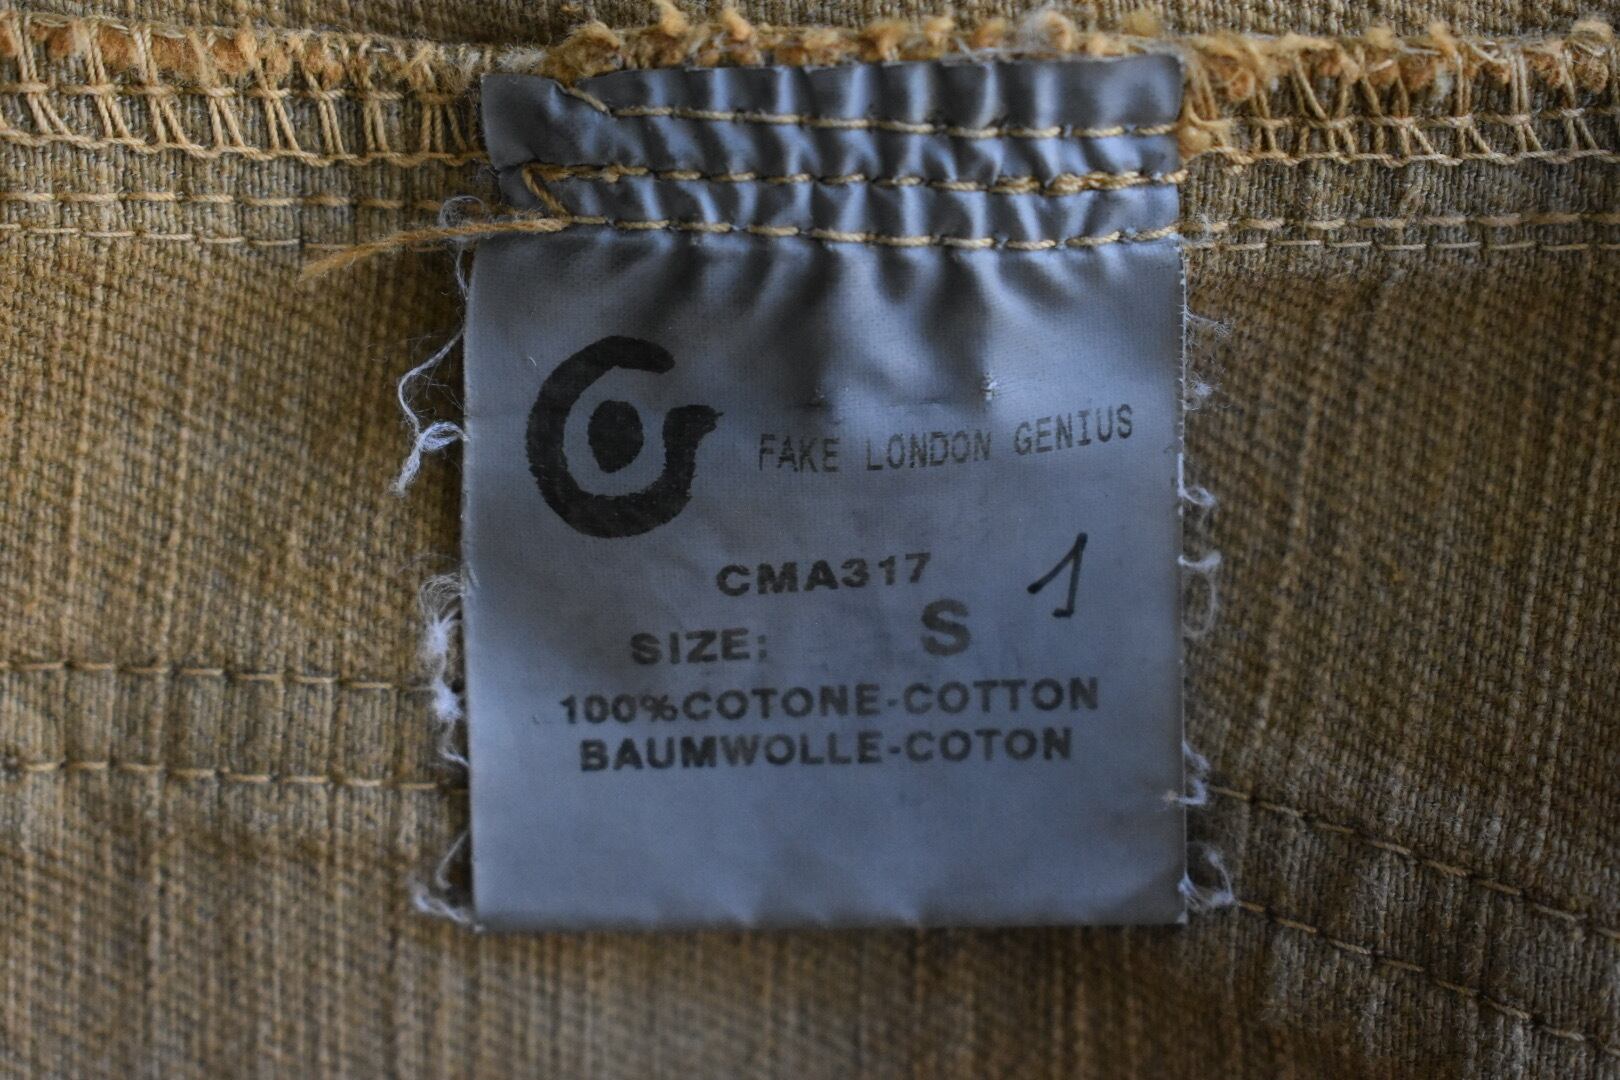 FAKE LONDON GENIUS
CMA317
1
SIZE: S
100%COTONE-COTTON
BAUMWOLLE-COTON